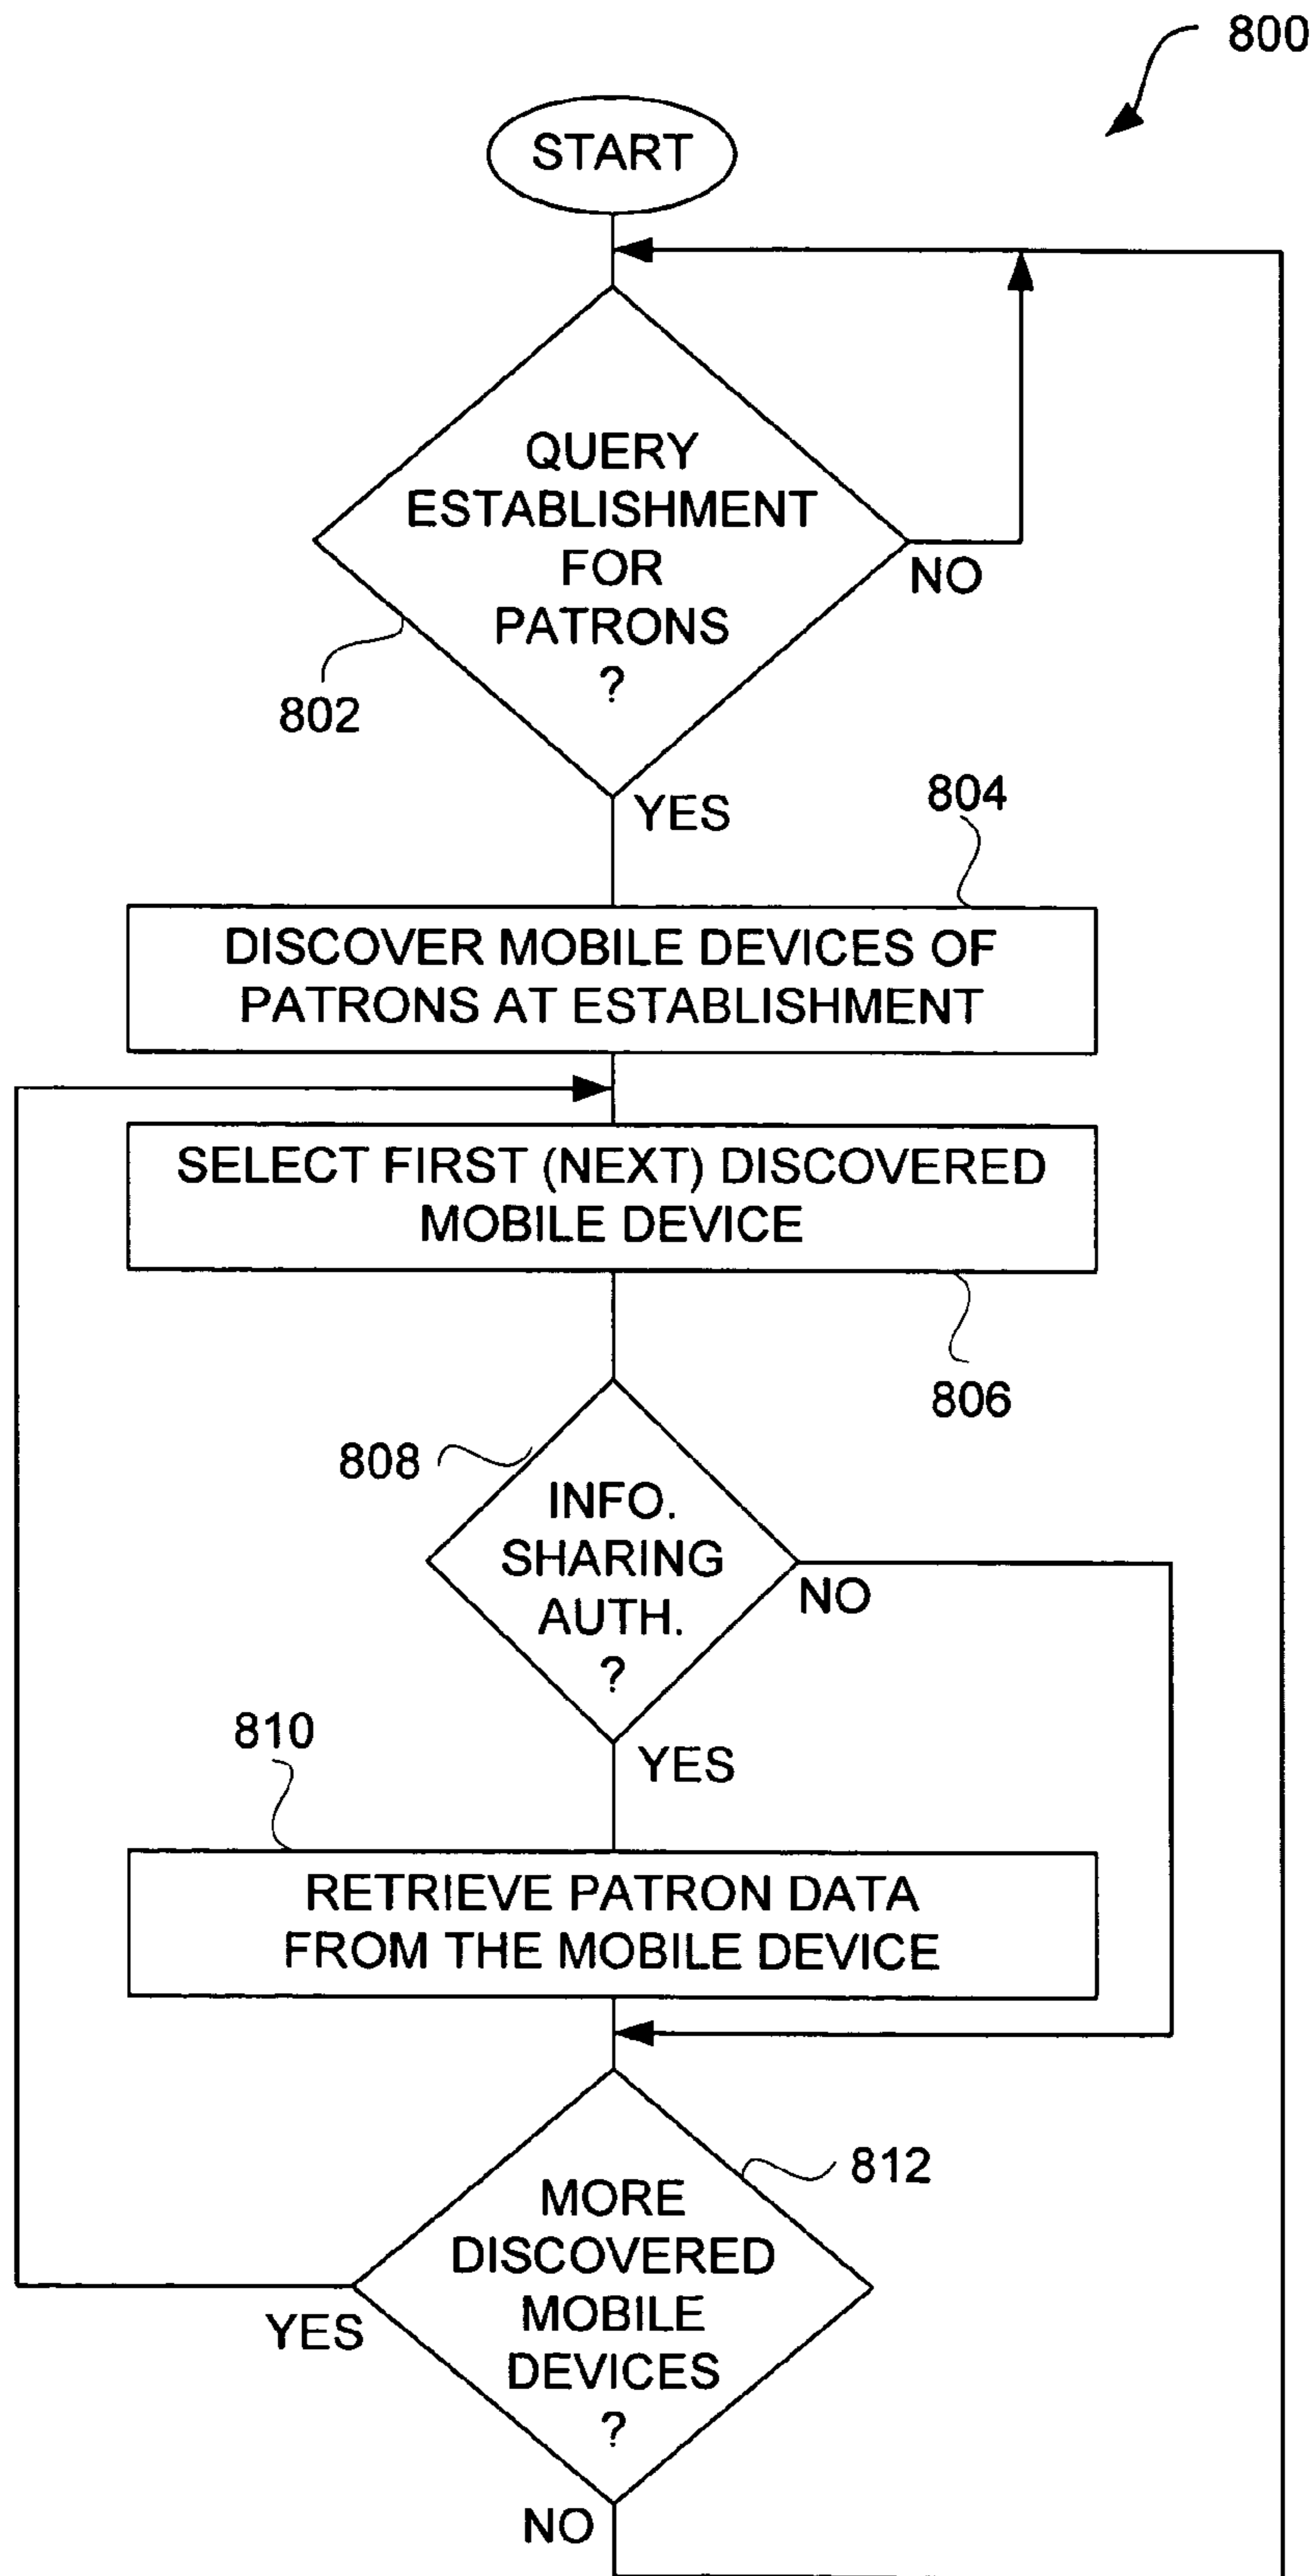 800
START
QUERY
ESTABLISHMENT
FOR
PATRONS
?
NO
802
YES
804
DISCOVER MOBILE DEVICES OF
PATRONS AT ESTABLISHMENT
SELECT FIRST (NEXT) DISCOVERED
MOBILE DEVICE
806
808
INFO.
SHARING
AUTH.
?
NO
YES
810
RETRIEVE PATRON DATA
FROM THE MOBILE DEVICE
812
MORE
DISCOVERED
MOBILE
DEVICES
?
YES
NO